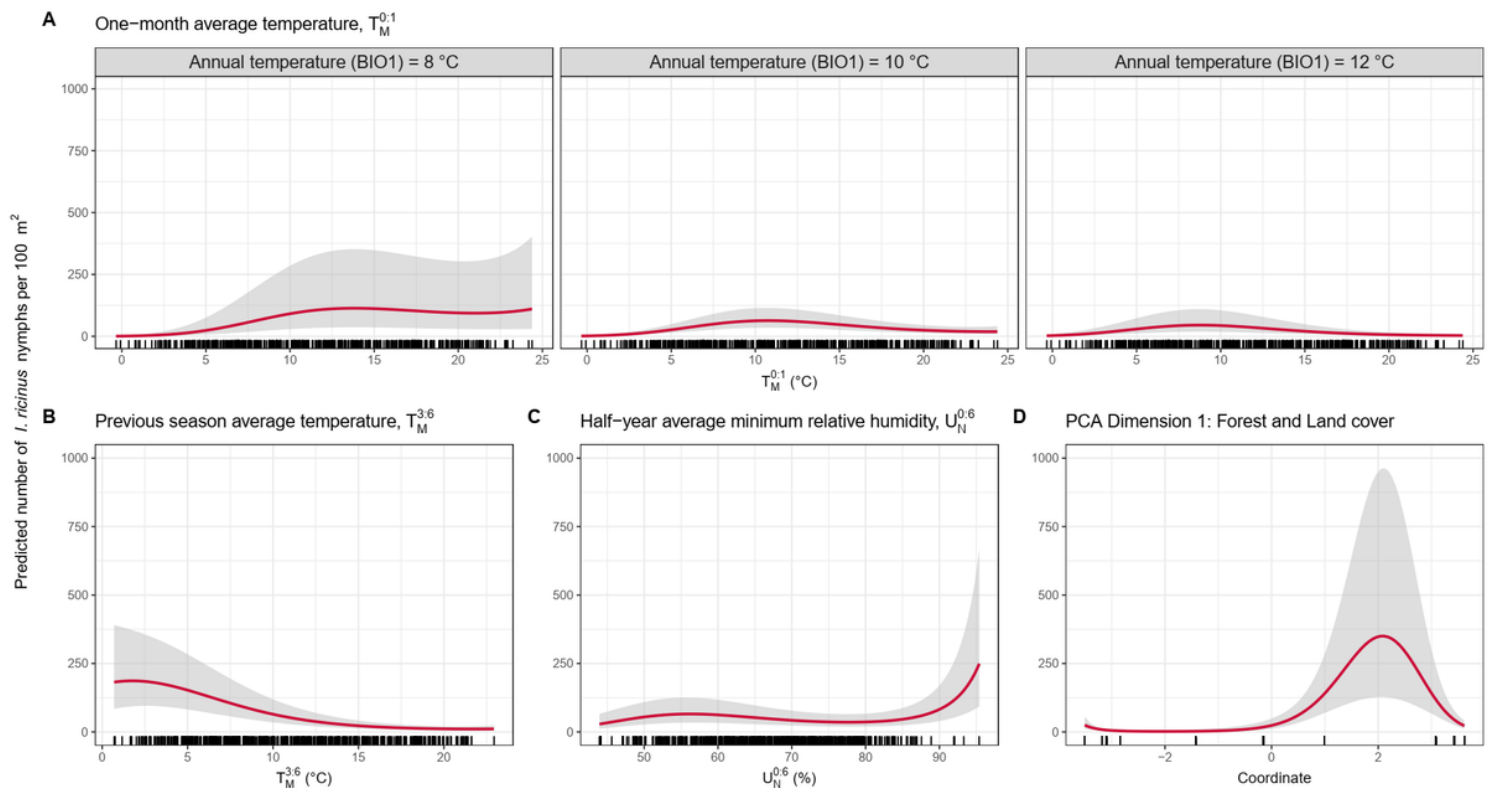 A One−month average temperature, T_M^0:1
Annual temperature (BIO1) = 8 °C
Annual temperature (BIO1) = 10 °C
Annual temperature (BIO1) = 12 °C
Predicted number of I. ricinus nymphs per 100 m²
1000
750
500
250
0
0 5 10 15 20 25
0 5 10 15 20 25
0 5 10 15 20 25
T_M^0:1 (°C)
B Previous season average temperature, T_M^3:6
1000
750
500
250
0
0 5 10 15 20
T_M^3:6 (°C)
C Half−year average minimum relative humidity, U_N^0:6
1000
750
500
250
0
50 60 70 80 90
U_N^0:6 (%)
D PCA Dimension 1: Forest and Land cover
1000
750
500
250
0
−2 0 2
Coordinate